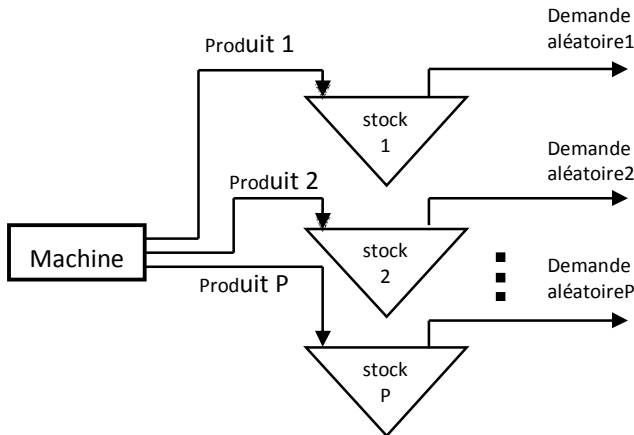 Produit 1
Demande
aléatoire1
stock
1
Produit 2
Demande
aléatoire2
Machine
stock
2
Produit P
Demande
aléatoireP
stock
P